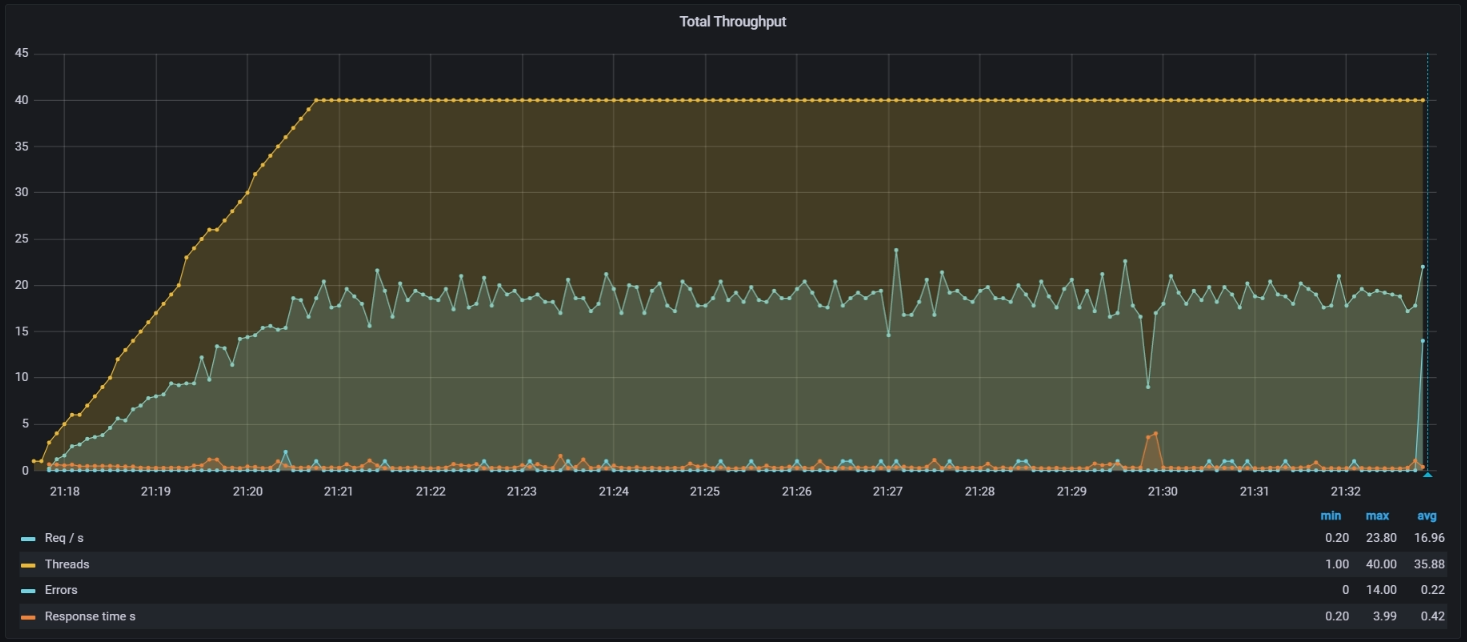 Total Throughput
45
40
35
30
25
20
15
10
5
0
21:18 21:19 21:20 21:21 21:22 21:23 21:24 21:25 21:26 21:27 21:28 21:29 21:30 21:31 21:32
min max avg
Req / s 0.20 23.80 16.96
Threads 1.00 40.00 35.88
Errors 0 14.00 0.22
Response time s 0.20 3.99 0.42